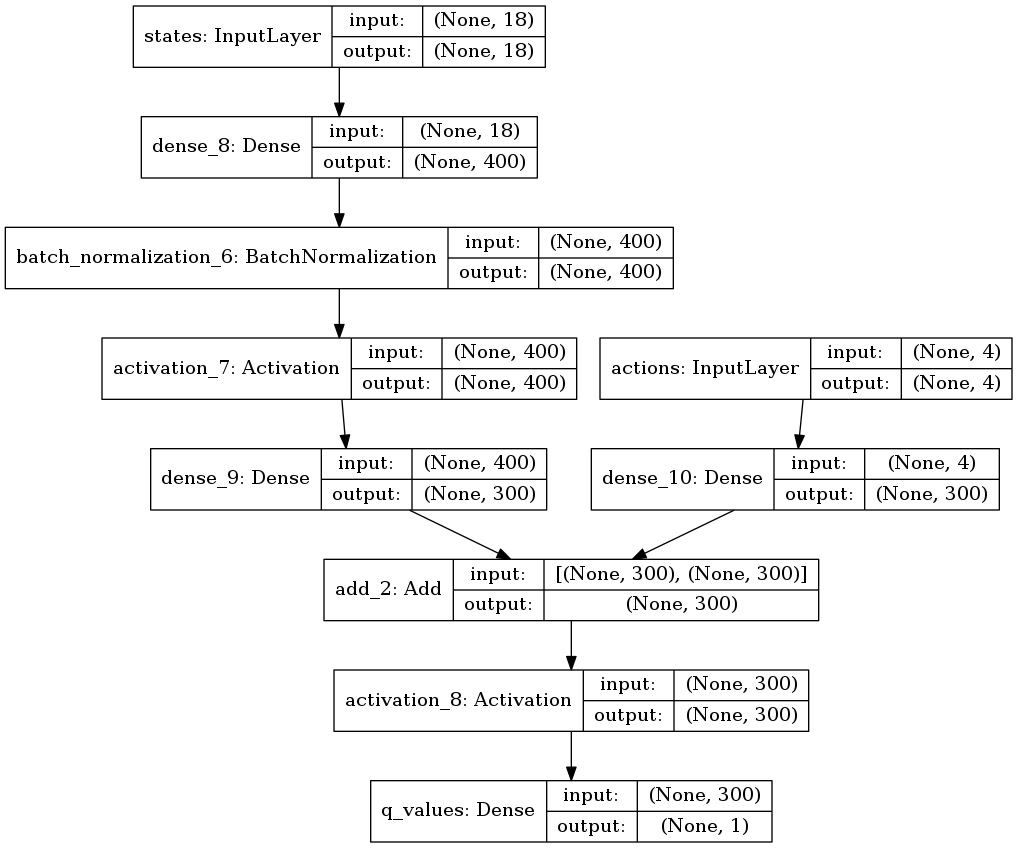 states: InputLayer
input: (None, 18)
output: (None, 18)
dense_8: Dense
input: (None, 18)
output: (None, 400)
batch_normalization_6: BatchNormalization
input: (None, 400)
output: (None, 400)
activation_7: Activation
input: (None, 400)
output: (None, 400)
actions: InputLayer
input: (None, 4)
output: (None, 4)
dense_9: Dense
input: (None, 400)
output: (None, 300)
dense_10: Dense
input: (None, 4)
output: (None, 300)
add_2: Add
input: [(None, 300), (None, 300)]
output: (None, 300)
activation_8: Activation
input: (None, 300)
output: (None, 300)
q_values: Dense
input: (None, 300)
output: (None, 1)